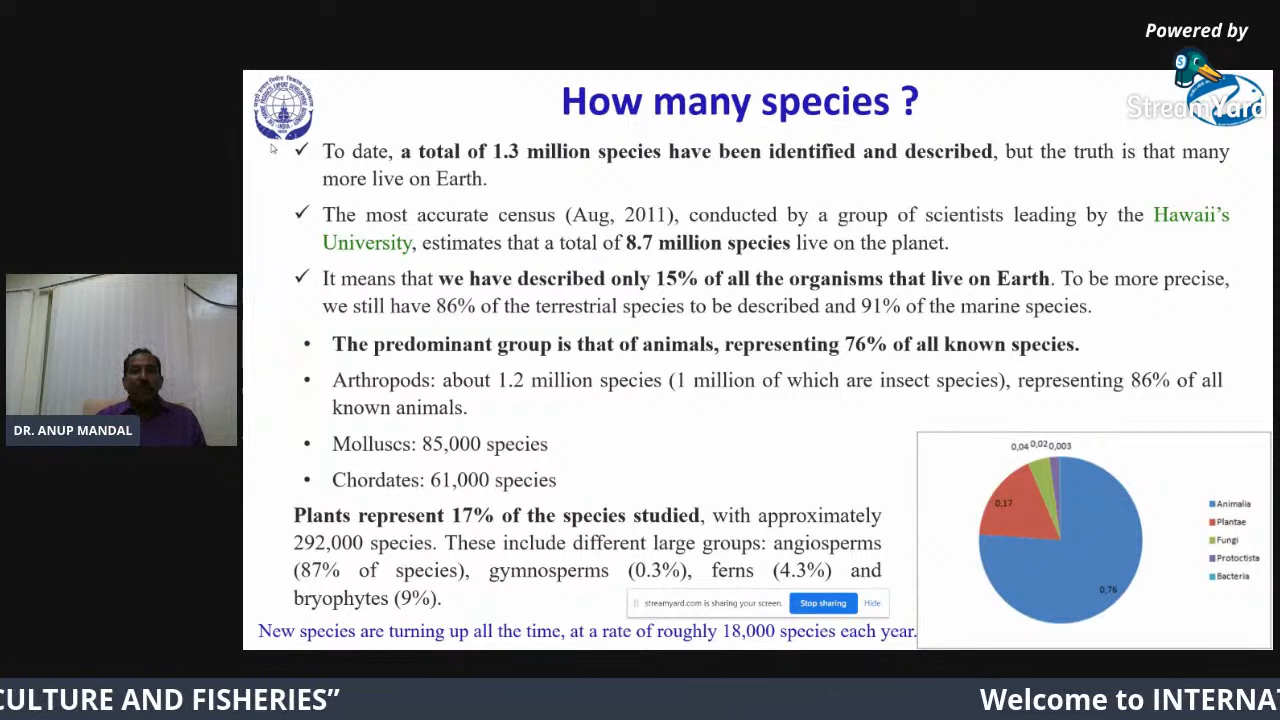 Powered by
StreamYard
How many species ?
✓ To date, a total of 1.3 million species have been identified and described, but the truth is that many
more live on Earth.
✓ The most accurate census (Aug, 2011), conducted by a group of scientists leading by the Hawaii's
University, estimates that a total of 8.7 million species live on the planet.
✓ It means that we have described only 15% of all the organisms that live on Earth. To be more precise,
we still have 86% of the terrestrial species to be described and 91% of the marine species.
• The predominant group is that of animals, representing 76% of all known species.
• Arthropods: about 1.2 million species (1 million of which are insect species), representing 86% of all
known animals.
• Molluscs: 85,000 species
• Chordates: 61,000 species
Plants represent 17% of the species studied, with approximately
292,000 species. These include different large groups: angiosperms
(87% of species), gymnosperms (0.3%), ferns (4.3%) and
bryophytes (9%).
New species are turning up all the time, at a rate of roughly 18,000 species each year.
streamyard.com is sharing your screen. Stop sharing Hide
0,04 0,02 0,003
0,17
0,76
Animalia
Plantae
Fungi
Protoctista
Bacteria
DR. ANUP MANDAL
CULTURE AND FISHERIES” Welcome to INTERNA